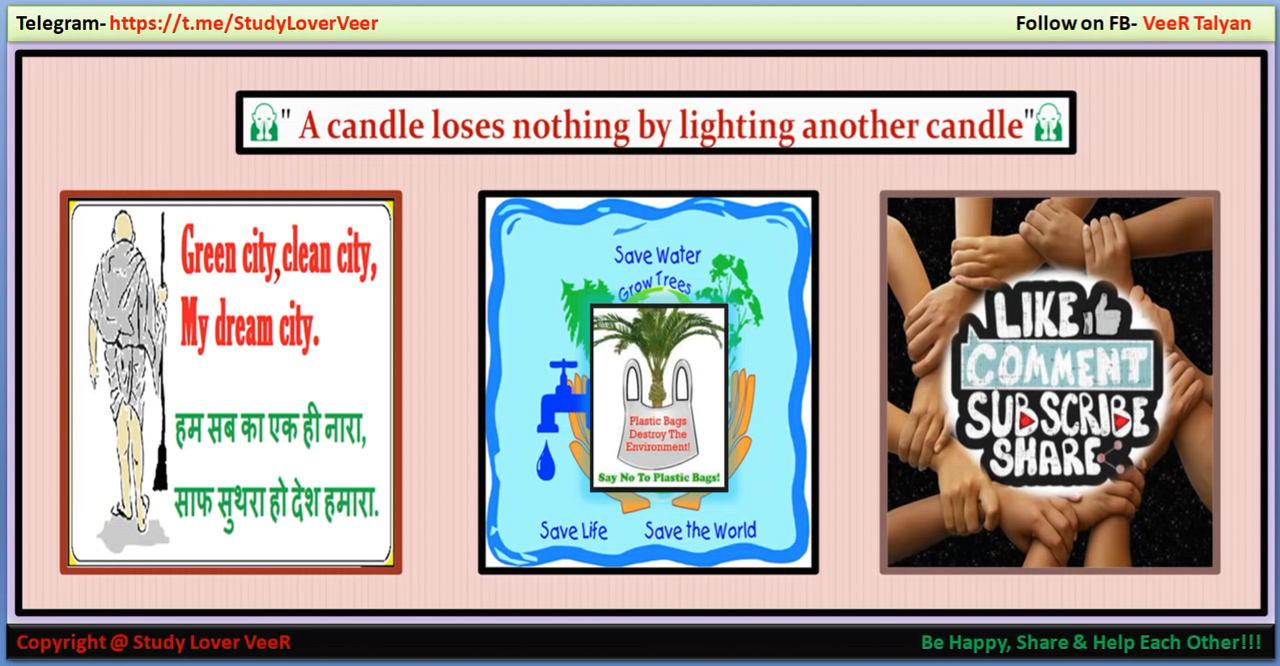 Telegram- https://t.me/StudyLoverVeer
Follow on FB- VeeR Talyan
" A candle loses nothing by lighting another candle"
Green city,clean city,
My dream city.
हम सब का एक ही नारा,
साफ सुथरा हो देश हमारा.
Save Water
Grow Trees
Plastic Bags
Destroy The
Environment!
Say No To Plastic Bags!
Save Life
Save the World
LIKE
COMMENT
SUBSCRIBE
SHARE
Copyright @ Study Lover VeeR
Be Happy, Share & Help Each Other!!!